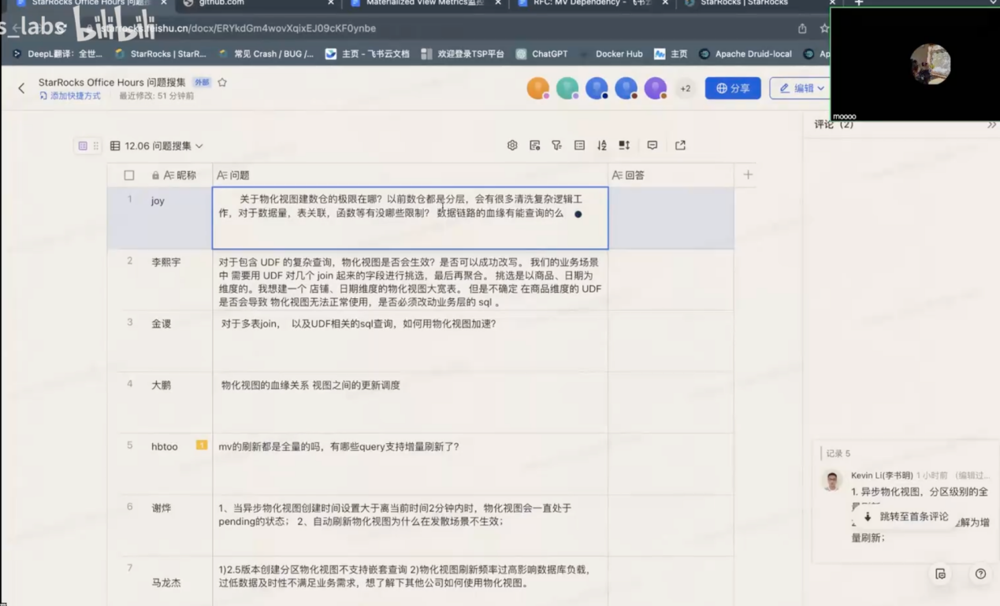 StarRocks Office Hours 问题
github.com
Materialized View Metrics监控
RFC: MV Dependency -
StarRocks | StarRocks
s_labs bilibili
starrocks.feishu.cn/docx/ERYkdGm4wovXqixEJ09cKF0ynbe
DeepL翻译：全世...
StarRocks | StarR...
常见 Crash / BUG /...
主页 - 飞书云文档
欢迎登录TSP平台
ChatGPT
Docker Hub
主页
Apache Druid-local
Ap
StarRocks Office Hours 问题搜集 外部
添加快捷方式 最近修改: 51 分钟前
+2
分享
编辑
moooo
评论（2）
12.06 问题搜集
昵称 问题 回答
1 joy
关于物化视图建数仓的极限在哪？以前数仓都是分层，会有很多清洗复杂逻辑工
作，对于数据量，表关联，函数等有没哪些限制？ 数据链路的血缘有能查询的么
2 李熙宇
对于包含 UDF 的复杂查询，物化视图是否会生效？是否可以成功改写。 我们的业务场景
中 需要用 UDF 对几个 join 起来的字段进行挑选，最后再聚合。 挑选是以商品、日期为
维度的。我想建一个 店铺、日期维度的物化视图大宽表。 但是不确定 在商品维度的 UDF
是否会导致 物化视图无法正常使用，是否必须改动业务层的 sql 。
3 金谡
对于多表join， 以及UDF相关的sql查询，如何用物化视图加速?
4 大鹏
物化视图的血缘关系 视图之间的更新调度
5 hbtoo 1
mv的刷新都是全量的吗，有哪些query支持增量刷新了?
6 谢烨
1、当异步物化视图创建时间设置大于离当前时间2分钟内时，物化视图会一直处于
pending的状态； 2、自动刷新物化视图为什么在发散场景不生效；
7 马龙杰
1)2.5版本创建分区物化视图不支持嵌套查询 2)物化视图刷新频率过高影响数据库负载，
过低数据及时性不满足业务需求，想了解下其他公司如何使用物化视图。
记录 5
Kevin Li(李书明) 1 小时前 （编辑过...
1. 异步物化视图，分区级别的全
跳转至首条评论
解为增
量刷新；